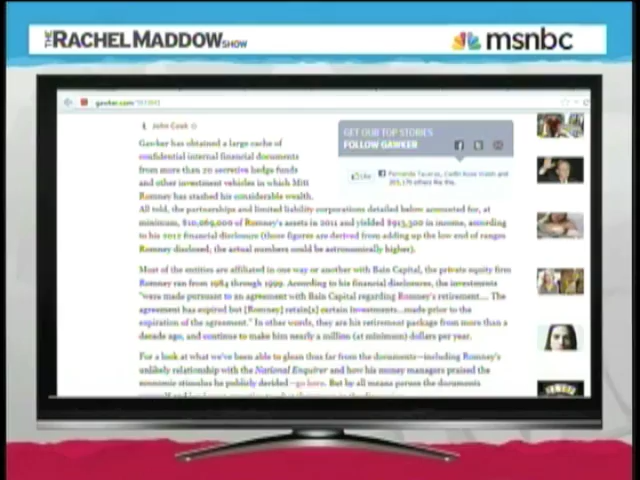 THE RACHEL MADDOW SHOW
msnbc
gawker.com/
John Cook
GET OUR TOP STORIES
FOLLOW GAWKER
Like
others like this.
Gawker has obtained a large cache of
confidential internal financial documents
from more than 20 secretive hedge funds
and other investment vehicles in which Mitt
Romney has stashed his considerable wealth.
All told, the partnerships and limited liability corporations detailed below accounted for, at
minimum, $10,069,000 of Romney's assets in 2011 and yielded $913,300 in income, according
to his 2012 financial disclosure (those figures are derived from adding up the low end of ranges
Romney disclosed; the actual numbers could be astronomically higher).
Most of the entities are affiliated in one way or another with Bain Capital, the private equity firm
Romney ran from 1984 through 1999. According to his financial disclosures, the investments
"were made pursuant to an agreement with Bain Capital regarding Romney's retirement.... The
agreement has expired but [Romney] retain[s] certain investments...made prior to the
expiration of the agreement." In other words, they are his retirement package from more than a
decade ago, and continue to make him nearly a million (at minimum) dollars per year.
For a look at what we've been able to glean thus far from the documents—including Romney's
unlikely relationship with the National Enquirer and how his money managers praised the
economic stimulus he publicly derided—go here. But by all means peruse the documents